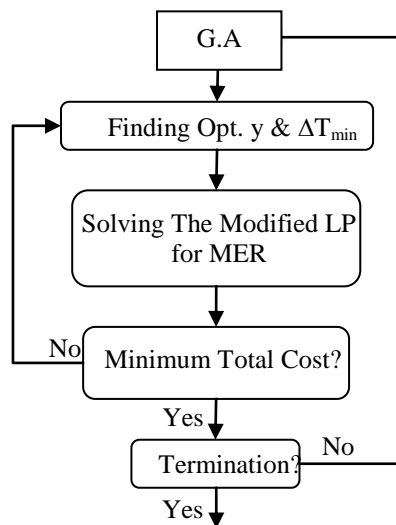 G.A
Finding Opt. y & ΔTmin
Solving The Modified LP
for MER
No
Minimum Total Cost?
Yes
No
Termination?
Yes